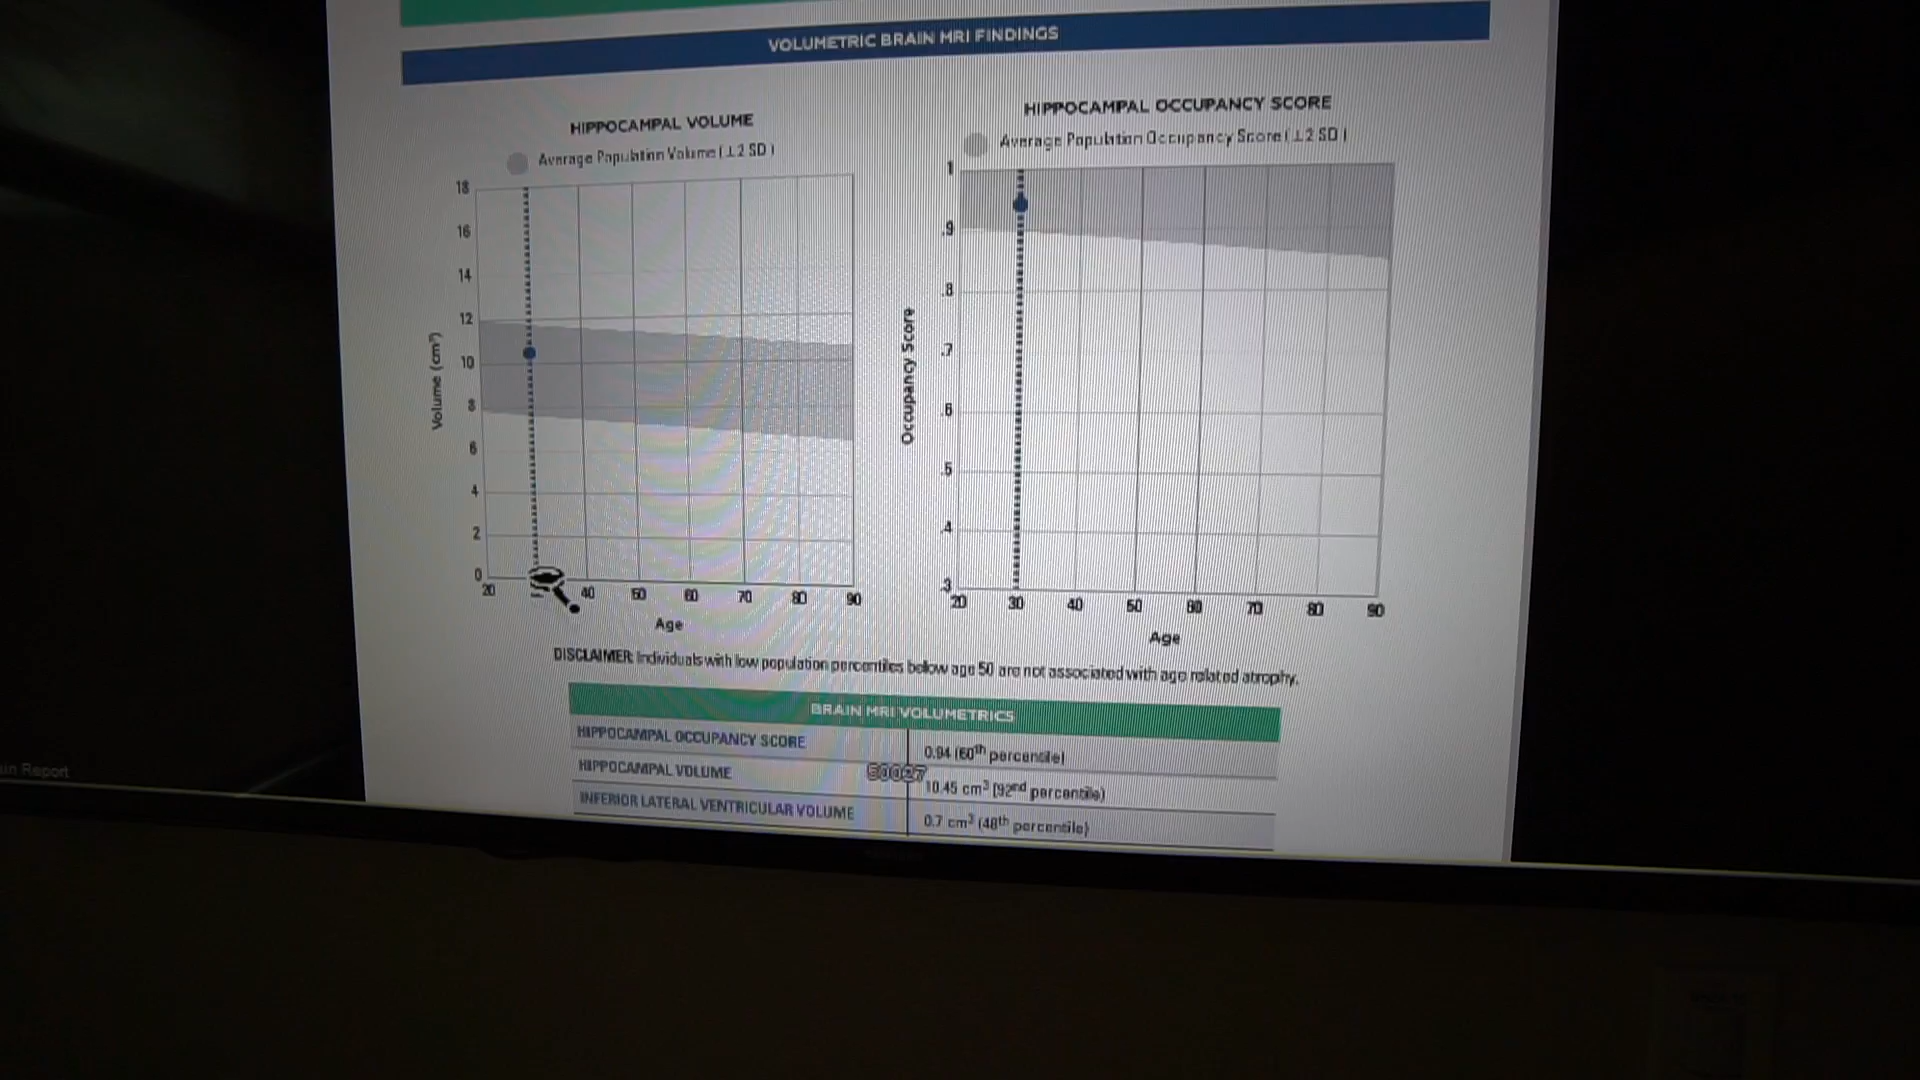 VOLUMETRIC BRAIN MRI FINDINGS
HIPPOCAMPAL VOLUME
Average Population Volume (±2 SD)
18
16
14
12
10
8
6
4
2
0
Volume (cm³)
20 40 50 60 70 80 90
Age
HIPPOCAMPAL OCCUPANCY SCORE
Average Population Occupancy Score (±2 SD)
1
.9
.8
.7
.6
.5
.4
.3
Occupancy Score
20 30 40 50 60 70 80 90
Age
DISCLAIMER: Individuals with low population percentiles below age 50 are not associated with age related atrophy.
BRAIN MRI VOLUMETRICS
HIPPOCAMPAL OCCUPANCY SCORE 0.94 (60th percentile)
HIPPOCAMPAL VOLUME 10.45 cm³ (92nd percentile)
INFERIOR LATERAL VENTRICULAR VOLUME 0.7 cm³ (48th percentile)
Report